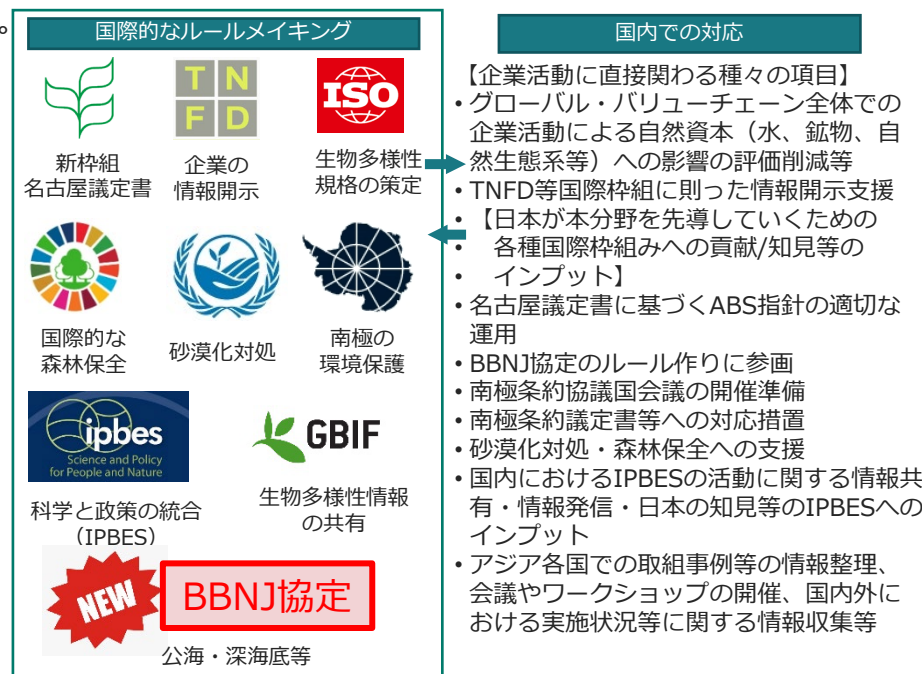 。
国際的なルールメイキング
TN
FD
ISO
新枠組
名古屋議定書
企業の
情報開示
生物多様性
規格の策定
国際的な
森林保全
砂漠化対処
南極の
環境保護
ipbes
Science and Policy
for People and Nature
GBIF
科学と政策の統合
（IPBES）
生物多様性情報
の共有
NEW
BBNJ協定
公海・深海底等
国内での対応
【企業活動に直接関わる種々の項目】
• グローバル・バリューチェーン全体での
企業活動による自然資本（水、鉱物、自
然生態系等）への影響の評価削減等
• TNFD等国際枠組に則った情報開示支援
• 【日本が本分野を先導していくための
• 各種国際枠組みへの貢献/知見等の
• インプット】
• 名古屋議定書に基づくABS指針の適切な
運用
• BBNJ協定のルール作りに参画
• 南極条約協議国会議の開催準備
• 南極条約議定書等への対応措置
• 砂漠化対処・森林保全への支援
• 国内におけるIPBESの活動に関する情報共
有・情報発信・日本の知見等のIPBESへの
インプット
• アジア各国での取組事例等の情報整理、
会議やワークショップの開催、国内外に
おける実施状況等に関する情報収集等